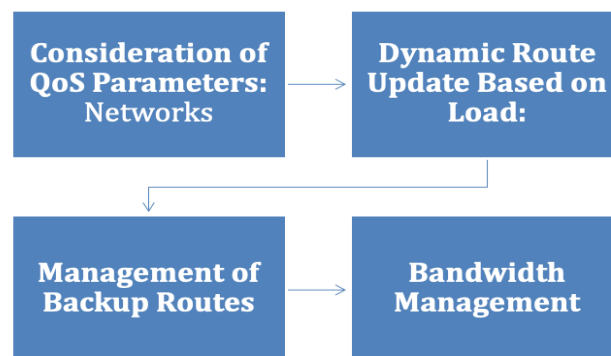 Consideration of
QoS Parameters:
Networks
Dynamic Route
Update Based on
Load:
Management of
Backup Routes
Bandwidth
Management